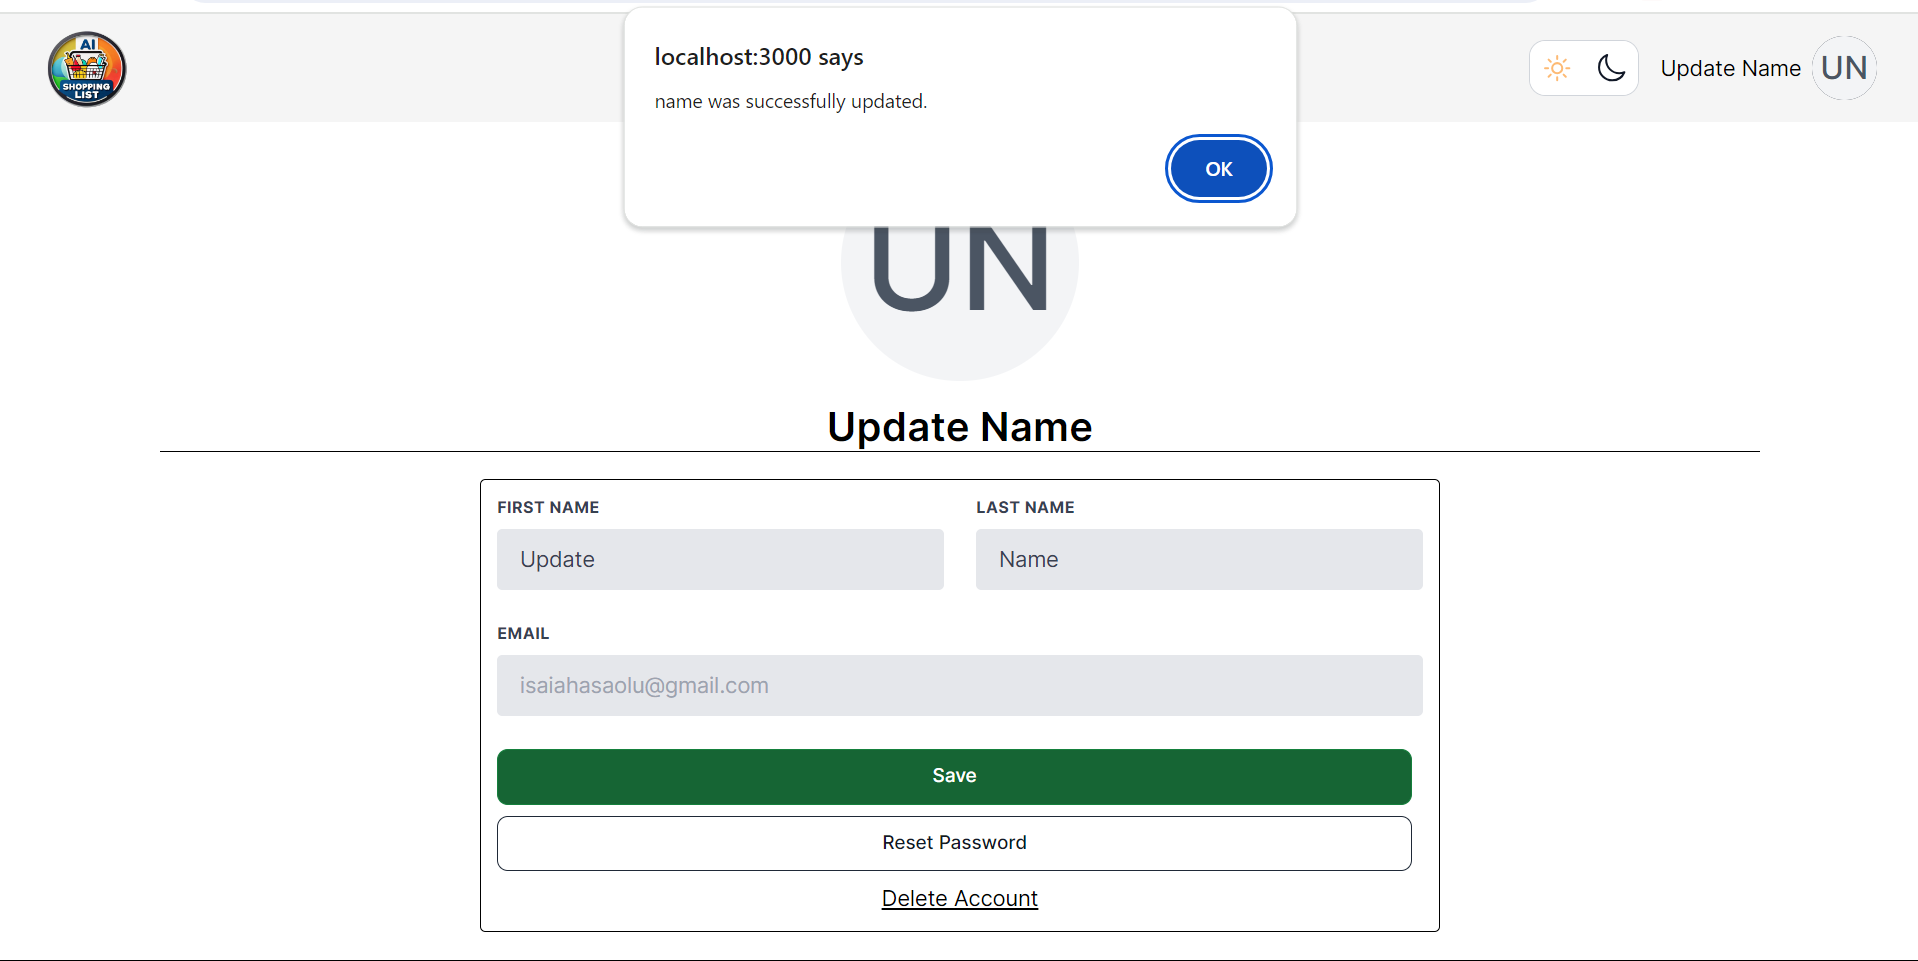 AI
SHOPPING
LIST
localhost:3000 says
name was successfully updated.
OK
Update Name
UN
UN
Update Name
FIRST NAME
LAST NAME
Update
Name
EMAIL
isaiahasaolu@gmail.com
Save
Reset Password
Delete Account